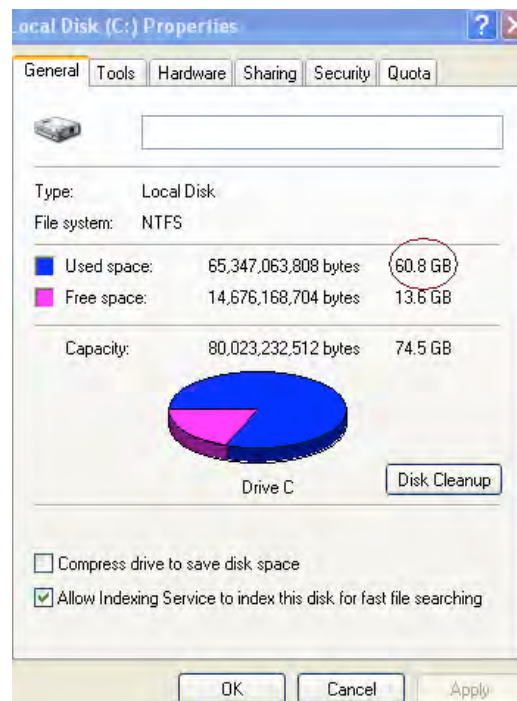 Local Disk (C:) Properties
General Tools Hardware Sharing Security Quota
Type: Local Disk
File system: NTFS
Used space: 65,347,063,808 bytes 60.8 GB
Free space: 14,676,168,704 bytes 13.6 GB
Capacity: 80,023,232,512 bytes 74.5 GB
Drive C
Disk Cleanup
Compress drive to save disk space
Allow Indexing Service to index this disk for fast file searching
OK Cancel Apply